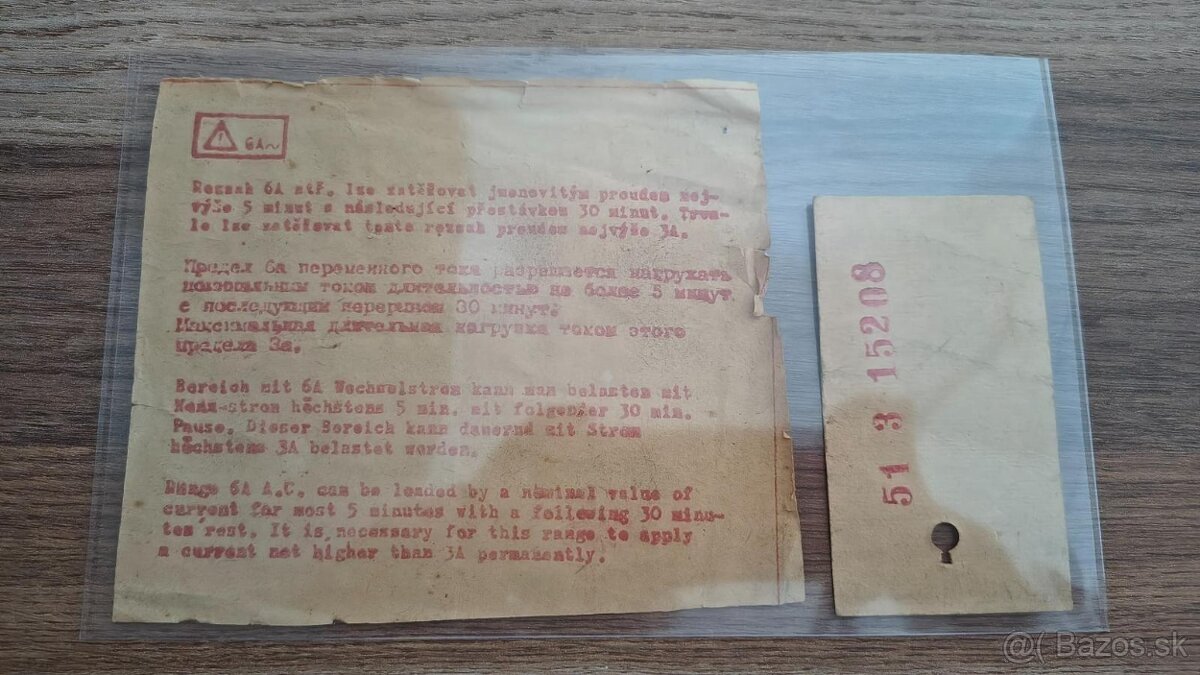 6A~
Rozsah 6A stř. lze zatěžovat jmenovitým proudem nej-
výše 5 minut s následující přestávkou 30 minut. Trva-
le lze zatěžovat tento rozsah proudem nejvýše 3A.
Предел 6а переменного тока разрешается нагружать
номинальным током длительностью не более 5 минут
с последующим перерывом 30 минут.
Максимальная длительная нагрузка током этого
предела 3а.
Bereich mit 6A Wechselstrom kann man belasten mit
Nenn-strom höchstens 5 min. mit folgender 30 min.
Pause. Dieser Bereich kann dauernd mit Strom
höchstens 3A belastet worden.
Range 6A A.C. can be loaded by a nominal value of
current for most 5 minutes with a following 30 minu-
tes rest. It is necessary for this range to apply
a current not higher than 3A permanently.
51 3 15208
@( Bazos.sk